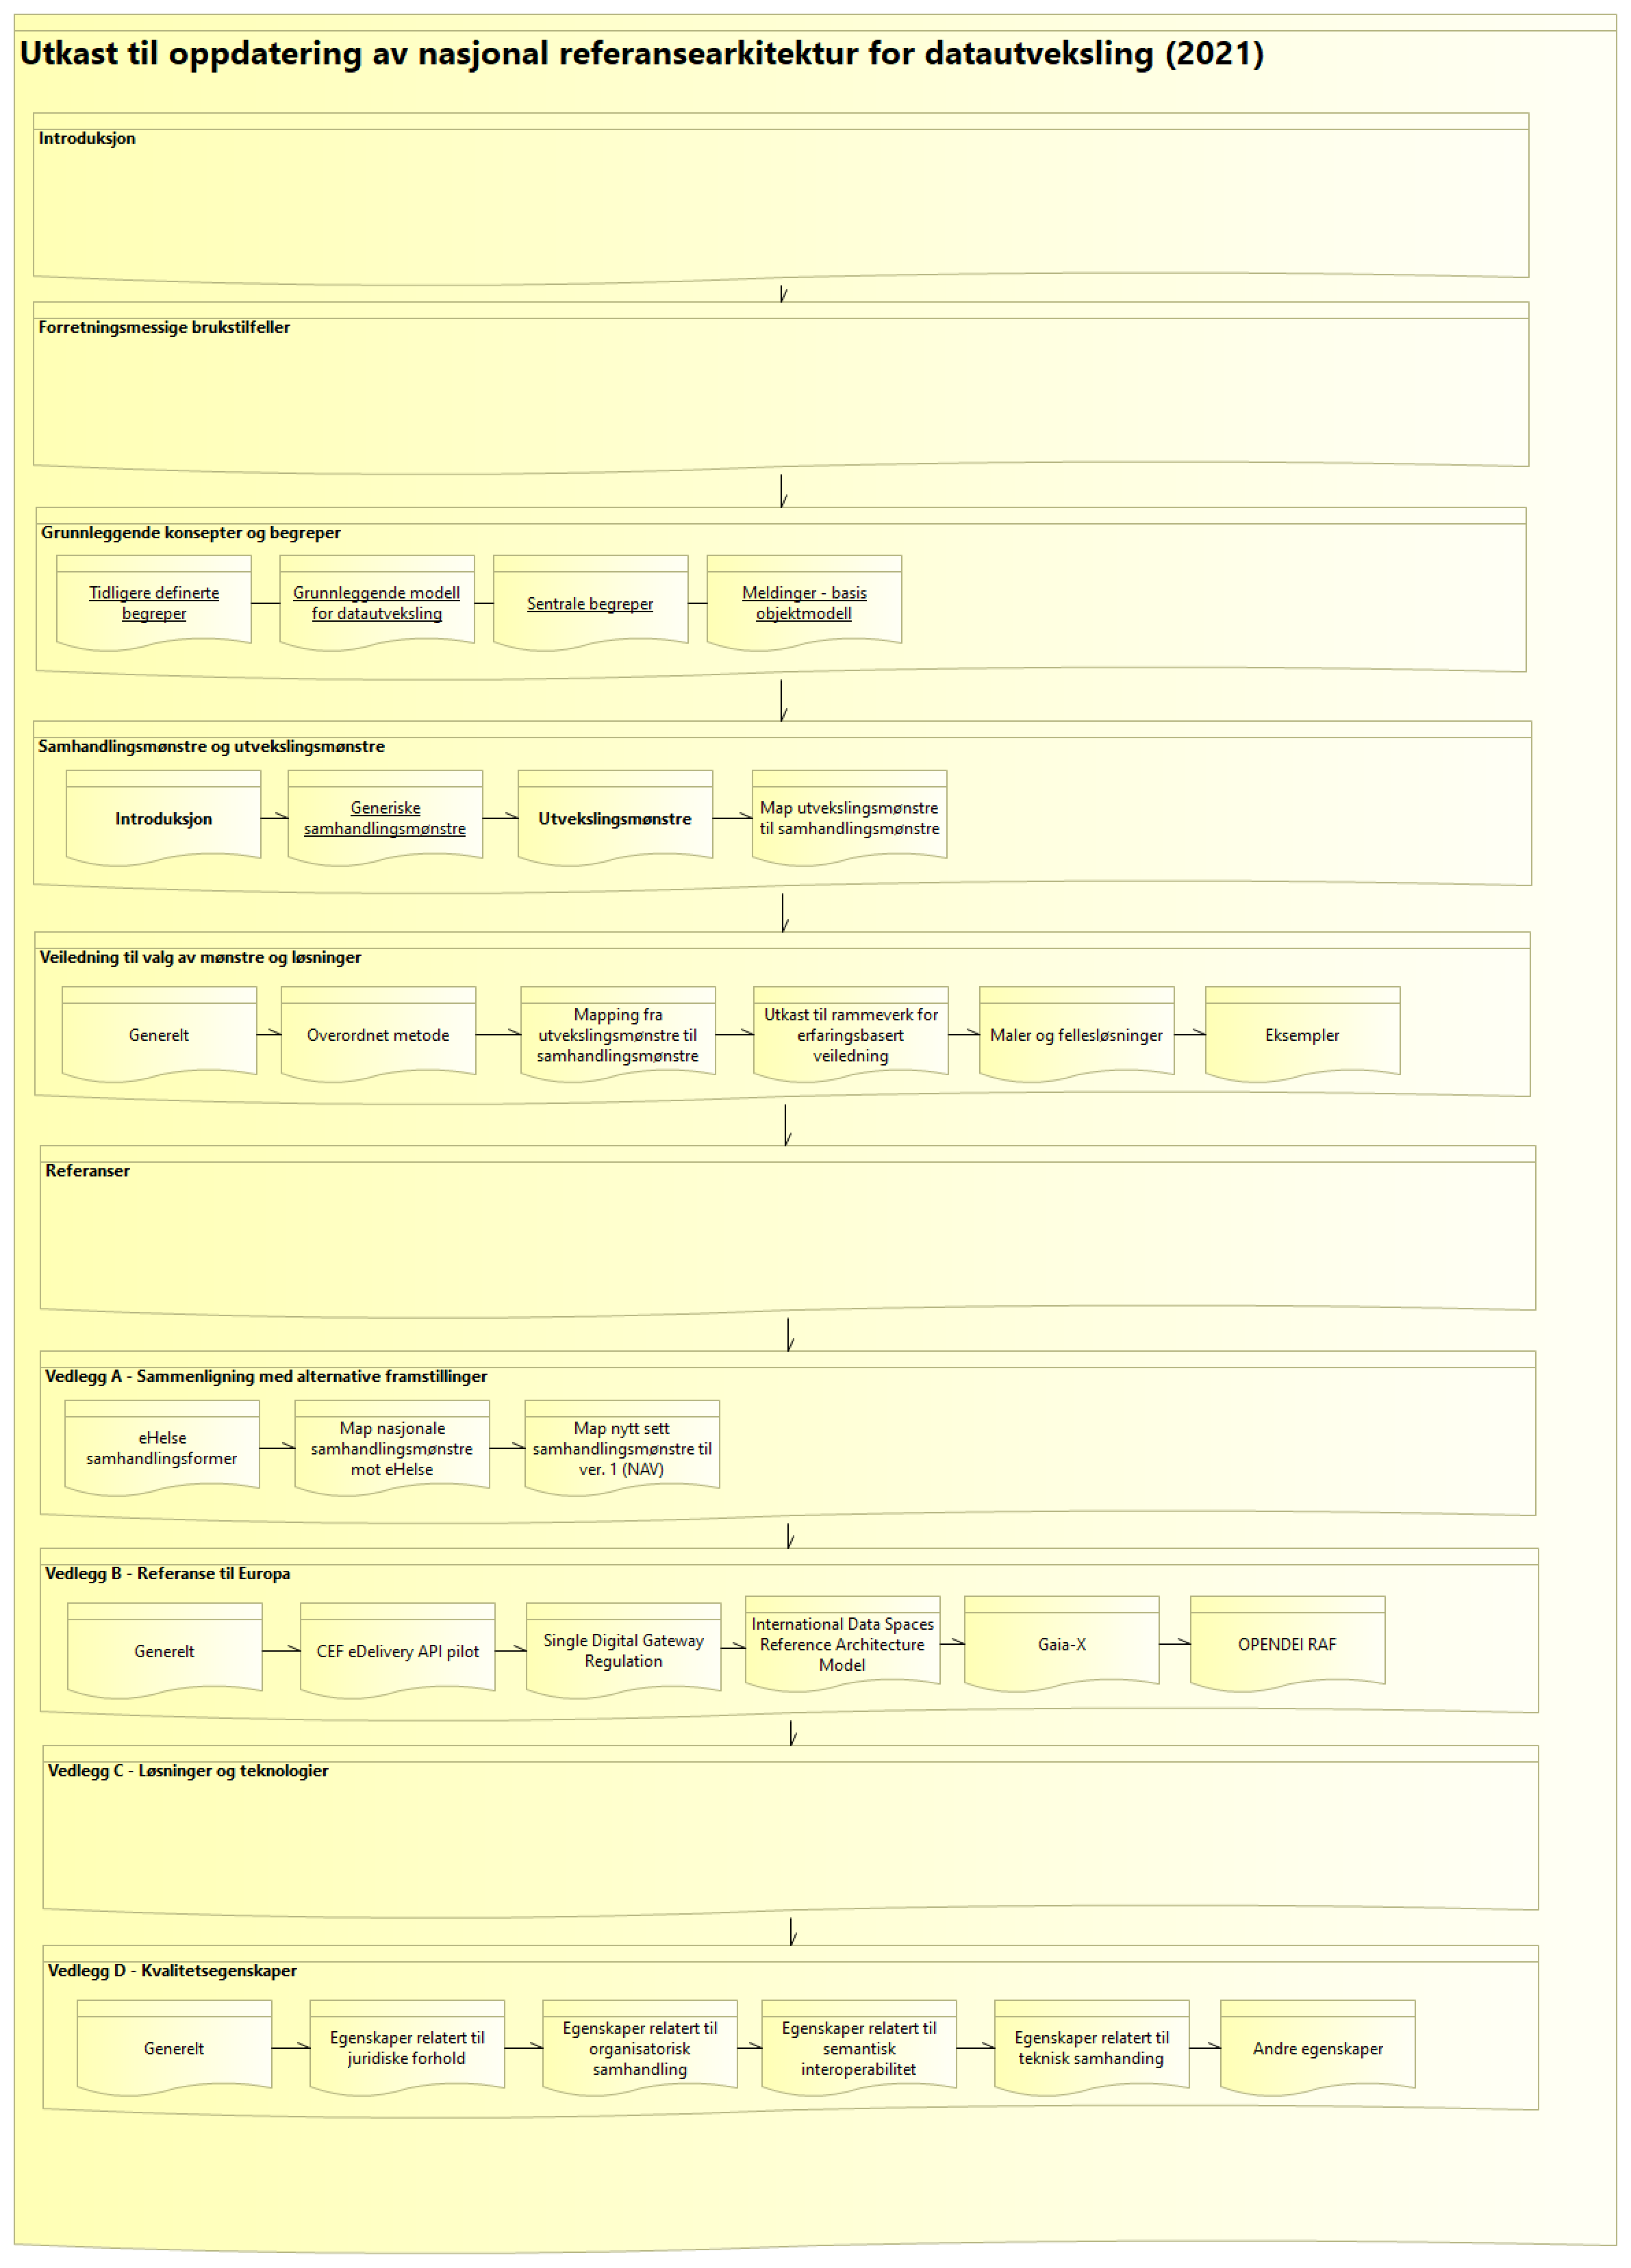 Utkast til oppdatering av nasjonal referansearkitektur for datautveksling (2021)
Introduksjon
Forretningsmessige brukstilfeller
Grunnleggende konsepter og begreper
Tidligere definerte
begreper
Grunnleggende modell
for datautveksling
Sentrale begreper
Meldinger - basis
objektmodell
Samhandlingsmønstre og utvekslingsmønstre
Introduksjon
Generiske
samhandlingsmønstre
Utvekslingsmønstre
Map utvekslingsmønstre
til samhandlingsmønstre
Veiledning til valg av mønstre og løsninger
Generelt
Overordnet metode
Mapping fra
utvekslingsmønstre til
samhandlingsmønstre
Utkast til rammeverk for
erfaringsbasert
veiledning
Maler og fellesløsninger
Eksempler
Referanser
Vedlegg A - Sammenligning med alternative framstillinger
eHelse
samhandlingsformer
Map nasjonale
samhandlingsmønstre
mot eHelse
Map nytt sett
samhandlingsmønstre til
ver. 1 (NAV)
Vedlegg B - Referanse til Europa
Generelt
CEF eDelivery API pilot
Single Digital Gateway
Regulation
International Data Spaces
Reference Architecture
Model
Gaia-X
OPENDEI RAF
Vedlegg C - Løsninger og teknologier
Vedlegg D - Kvalitetsegenskaper
Generelt
Egenskaper relatert til
juridiske forhold
Egenskaper relatert til
organisatorisk
samhandling
Egenskaper relatert til
semantisk
interoperabilitet
Egenskaper relatert til
teknisk samhanding
Andre egenskaper